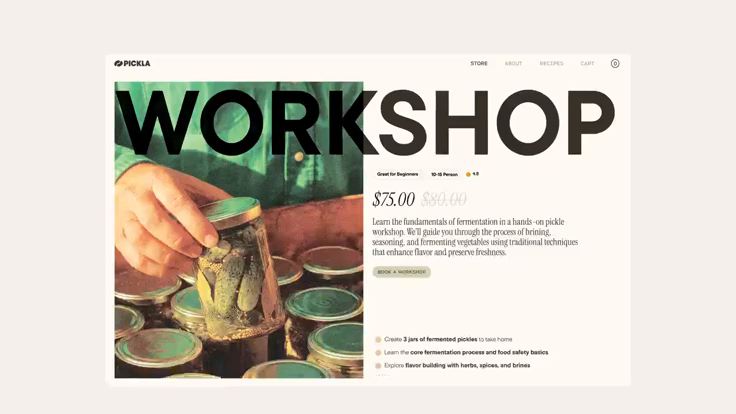 PICKLA
STORE ABOUT RECIPES CART 0
WORKSHOP
Great for Beginners 10-15 Person 4.8
$75.00 $80.00
Learn the fundamentals of fermentation in a hands-on pickle
workshop. We'll guide you through the process of brining,
seasoning, and fermenting vegetables using traditional techniques
that enhance flavor and preserve freshness.
BOOK A WORKSHOP
Create 3 jars of fermented pickles to take home
Learn the core fermentation process and food safety basics
Explore flavor building with herbs, spices, and brines